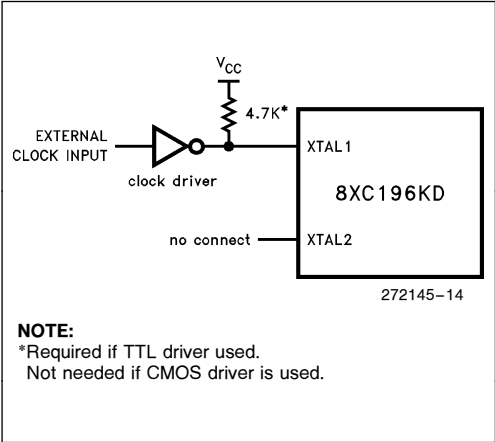 VCC
4.7K*
EXTERNAL
CLOCK INPUT
XTAL1
clock driver
8XC196KD
no connect
XTAL2
272145–14
NOTE:
*Required if TTL driver used.
Not needed if CMOS driver is used.